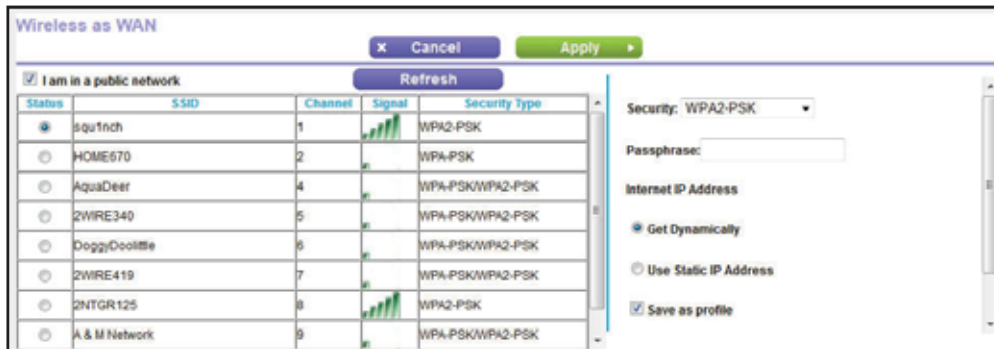 Wireless as WAN
x Cancel
Apply
I am in a public network
Refresh
Status SSID Channel Signal Security Type
squ1nch 1 WPA2-PSK
HOME670 2 WPA-PSK
AquaDeer 4 WPA-PSK/WPA2-PSK
2WIRE340 5 WPA-PSK/WPA2-PSK
DoggyDoolittle 6 WPA-PSK/WPA2-PSK
2WIRE419 7 WPA-PSK/WPA2-PSK
2NTGR125 8 WPA2-PSK
A & M Network 9 WPA-PSK/WPA2-PSK
Security: WPA2-PSK
Passphrase:
Internet IP Address
Get Dynamically
Use Static IP Address
Save as profile